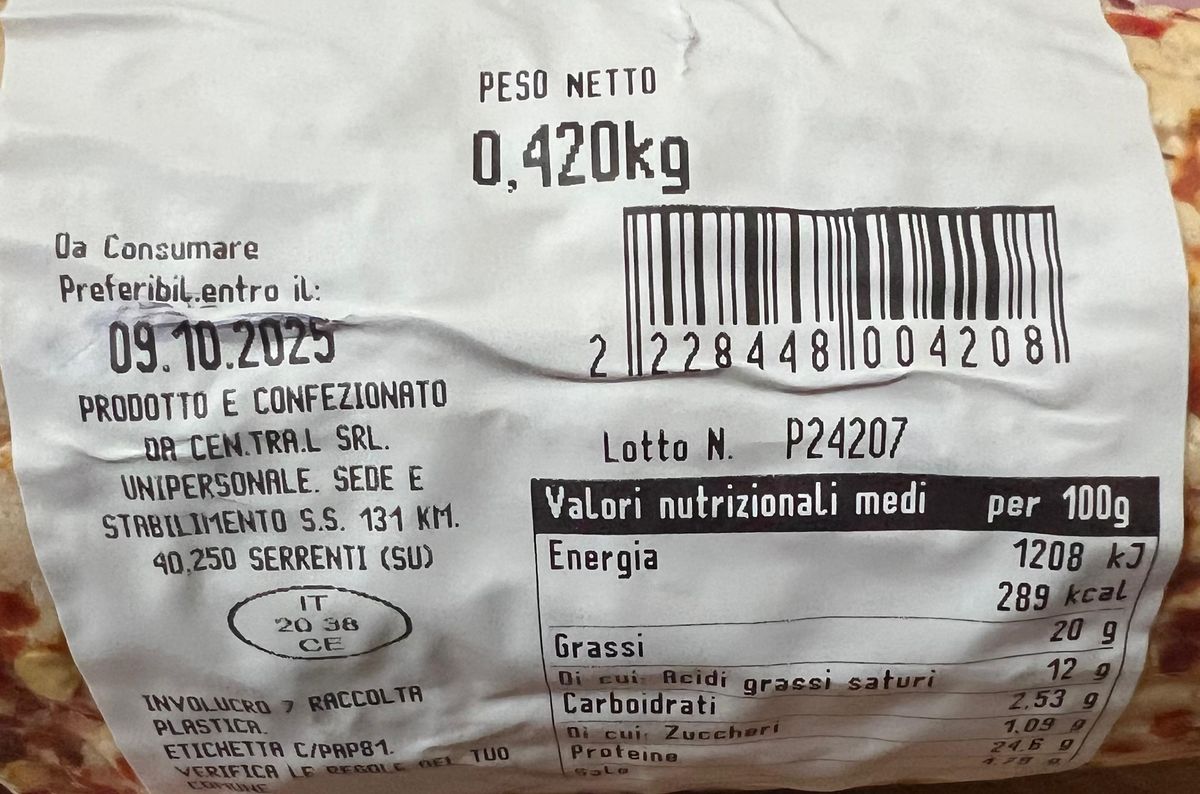 PESO NETTO
0,420kg
Da Consumare
Preferibil.entro il:
09.10.2025
PRODOTTO E CONFEZIONATO
DA CEN.TRA.L SRL.
UNIPERSONALE. SEDE E
STABILIMENTO S.S. 131 KM.
40,250 SERRENTI (SU)
IT
20 38
CE
INVOLUCRO 7 RACCOLTA
PLASTICA.
ETICHETTA C/PAP81.
VERIFICA LE REGOLE DEL TUO
COMUNE
2 228448 004208
Lotto N. P24207
Valori nutrizionali medi per 100g
Energia 1208 kJ
289 kcal
Grassi 20 g
Di cui: Acidi grassi saturi 12 g
Carboidrati 2,53 g
Di cui: Zuccheri 1,09 g
Proteine 24,6 g
Sale